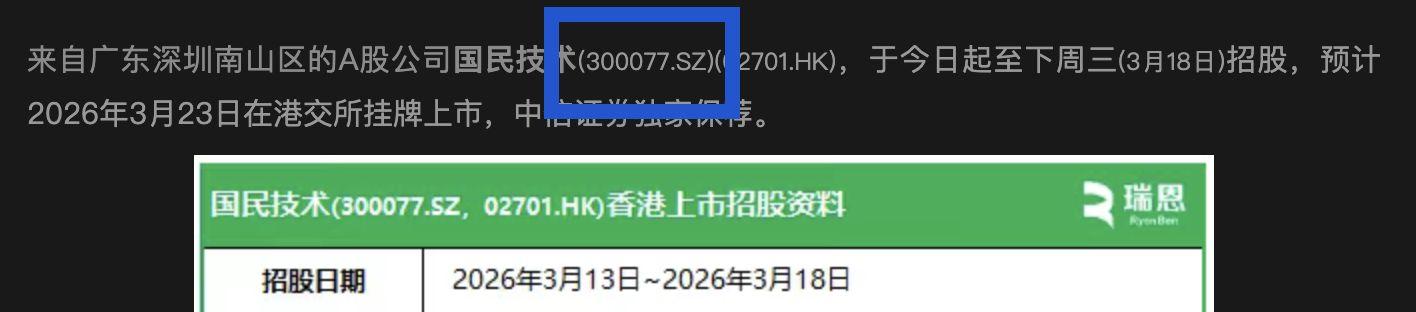 来自广东深圳南山区的A股公司国民技术(300077.SZ)(02701.HK)，于今日起至下周三(3月18日)招股，预计
2026年3月23日在港交所挂牌上市，中信证券独家保荐。
国民技术(300077.SZ，02701.HK)香港上市招股资料
瑞恩
RyanBen
招股日期
2026年3月13日~2026年3月18日